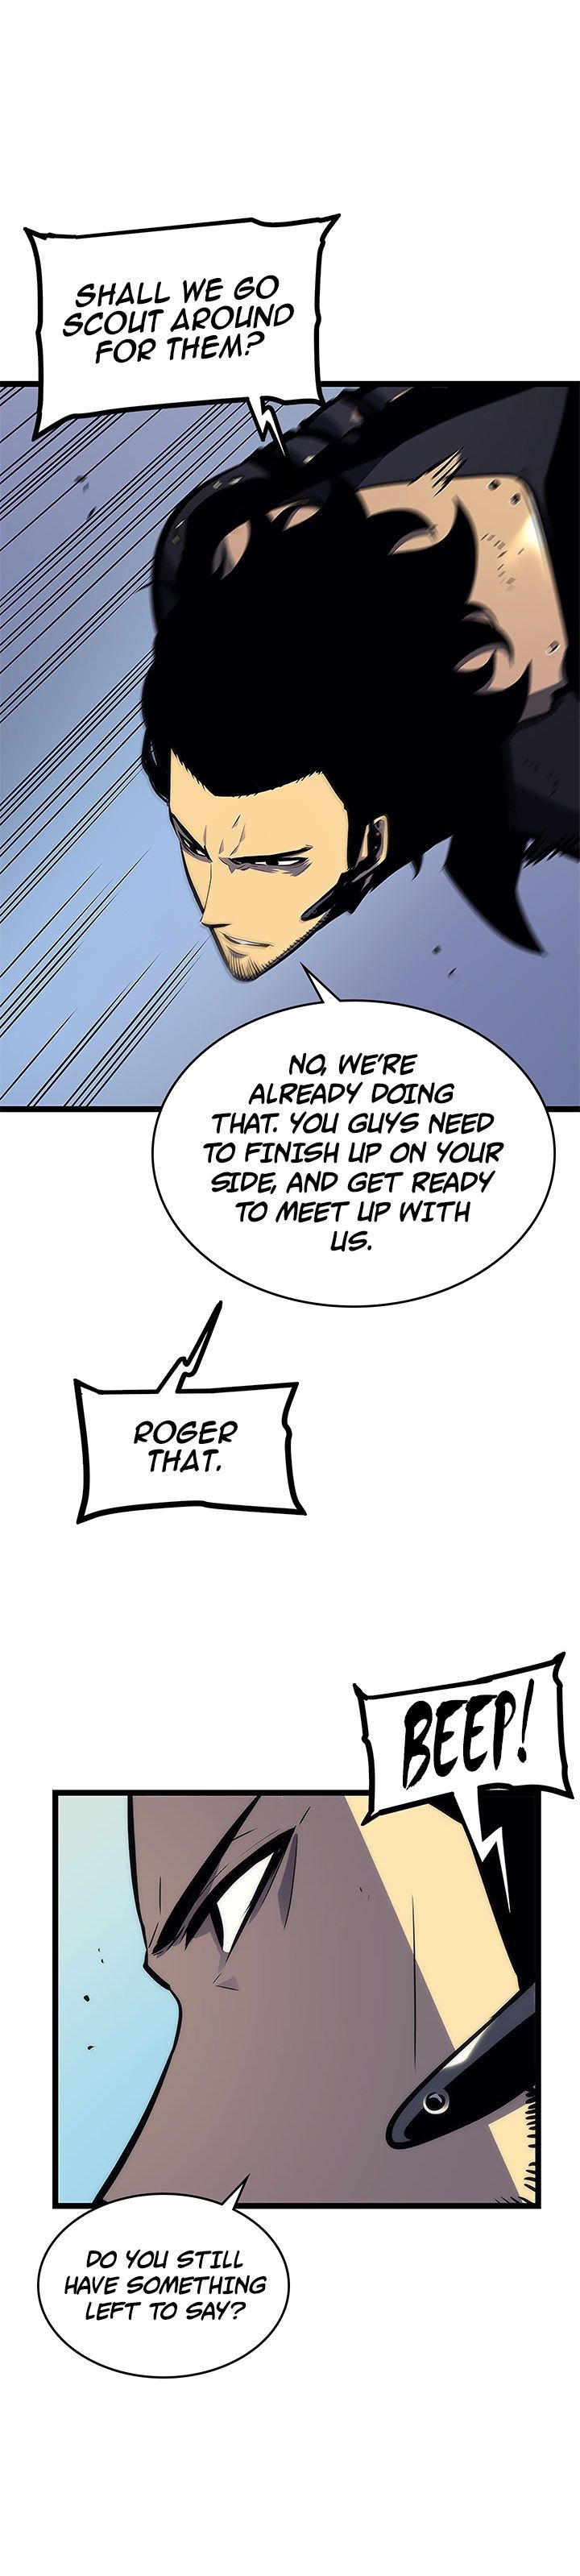 SHALL WE GO
SCOUT AROUND
FOR THEM?
NO, WE'RE
ALREADY DOING
THAT. YOU GUYS NEED
TO FINISH UP ON YOUR
SIDE, AND GET READY
TO MEET UP WITH
US.
ROGER
THAT.
BEEP!
DO YOU STILL
HAVE SOMETHING
LEFT TO SAY?